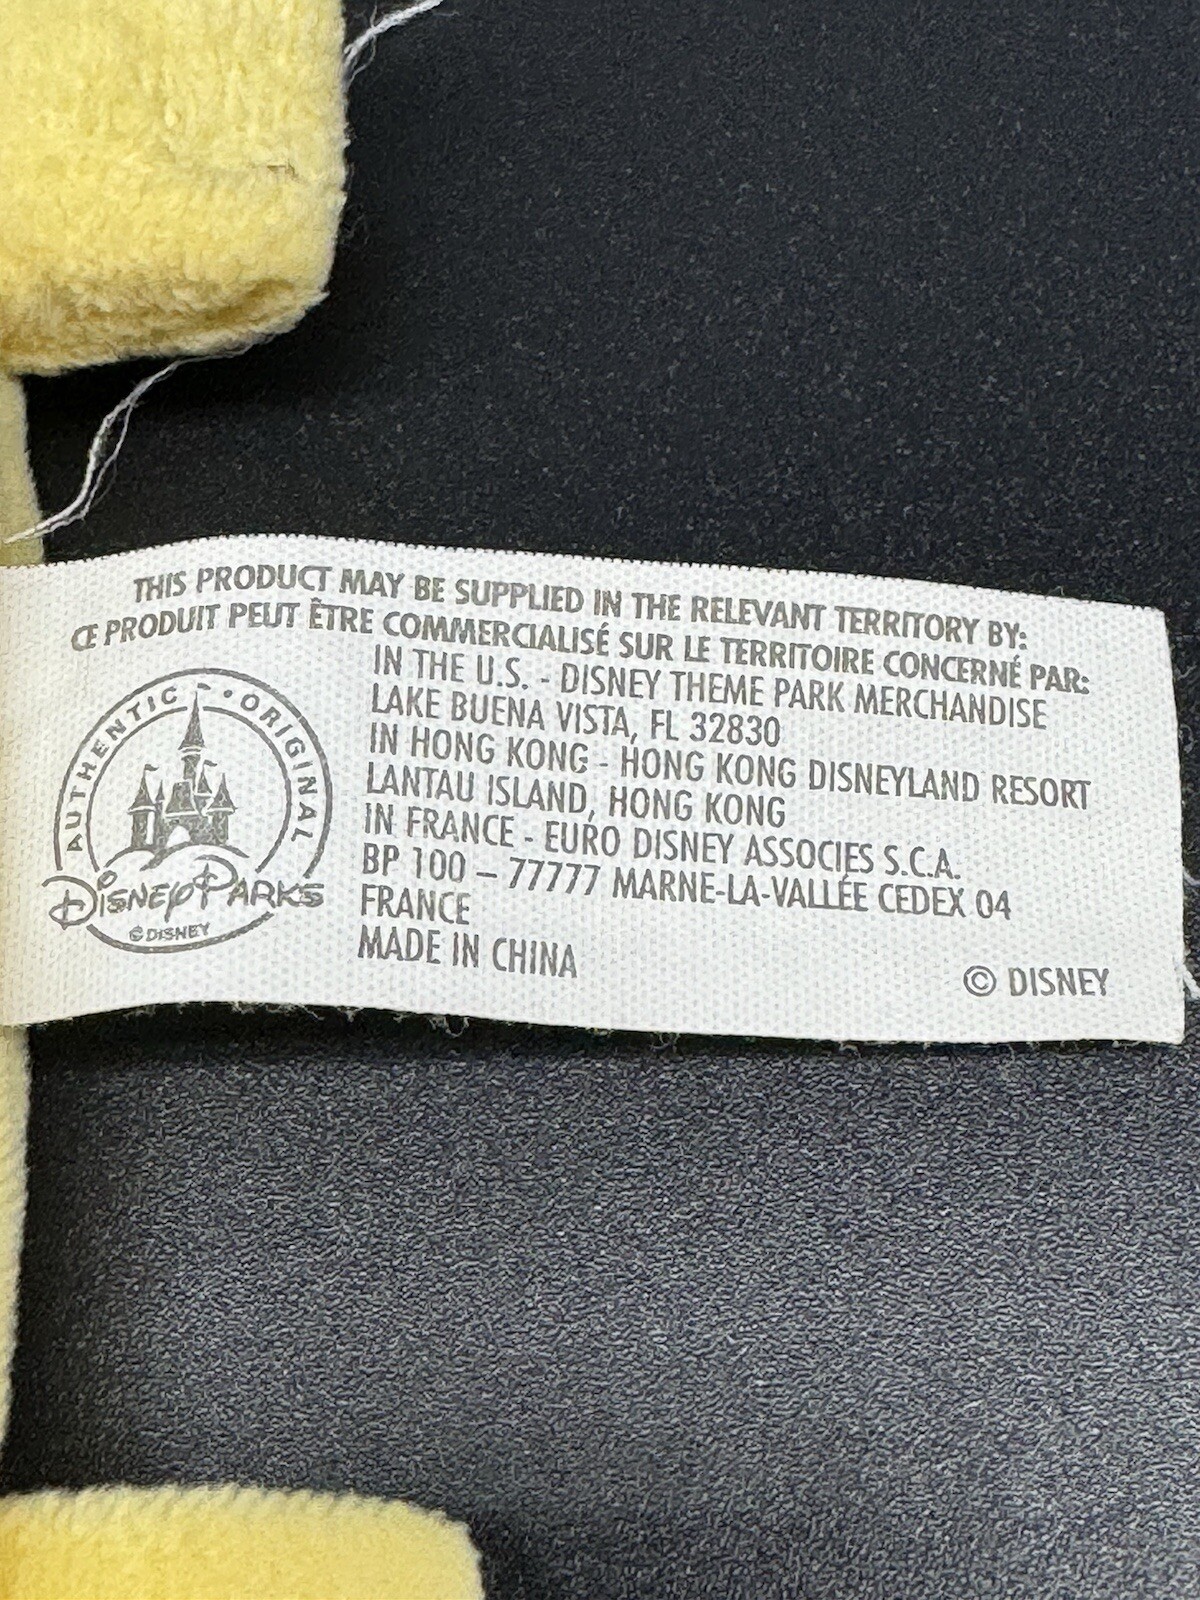 THIS PRODUCT MAY BE SUPPLIED IN THE RELEVANT TERRITORY BY:
CE PRODUIT PEUT ÊTRE COMMERCIALISÉ SUR LE TERRITOIRE CONCERNÉ PAR:
IN THE U.S. - DISNEY THEME PARK MERCHANDISE
LAKE BUENA VISTA, FL 32830
IN HONG KONG - HONG KONG DISNEYLAND RESORT
LANTAU ISLAND, HONG KONG
IN FRANCE - EURO DISNEY ASSOCIES S.C.A.
BP 100 – 77777 MARNE-LA-VALLÉE CEDEX 04
FRANCE
MADE IN CHINA
© DISNEY
AUTHENTIC • ORIGINAL
DISNEY PARKS
© DISNEY